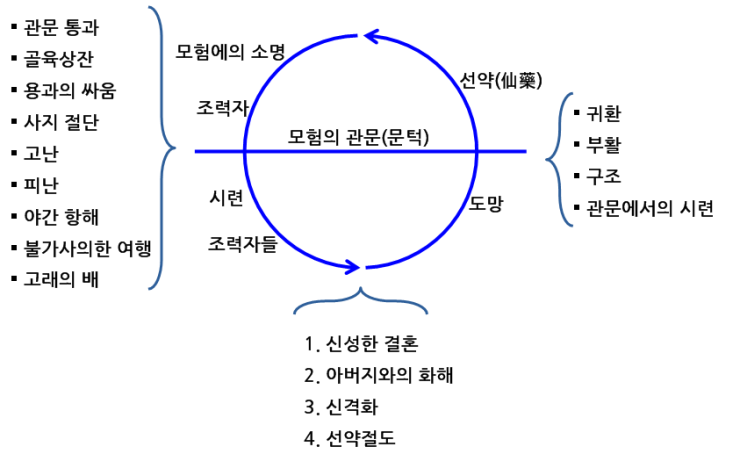 ▪ 관문 통과
▪ 골육상잔
▪ 용과의 싸움
▪ 사지 절단
▪ 고난
▪ 피난
▪ 야간 항해
▪ 불가사의한 여행
▪ 고래의 배
모험에의 소명
조력자
모험의 관문(문턱)
시련
조력자들
선약(仙藥)
도망
▪ 귀환
▪ 부활
▪ 구조
▪ 관문에서의 시련
1. 신성한 결혼
2. 아버지와의 화해
3. 신격화
4. 선약절도